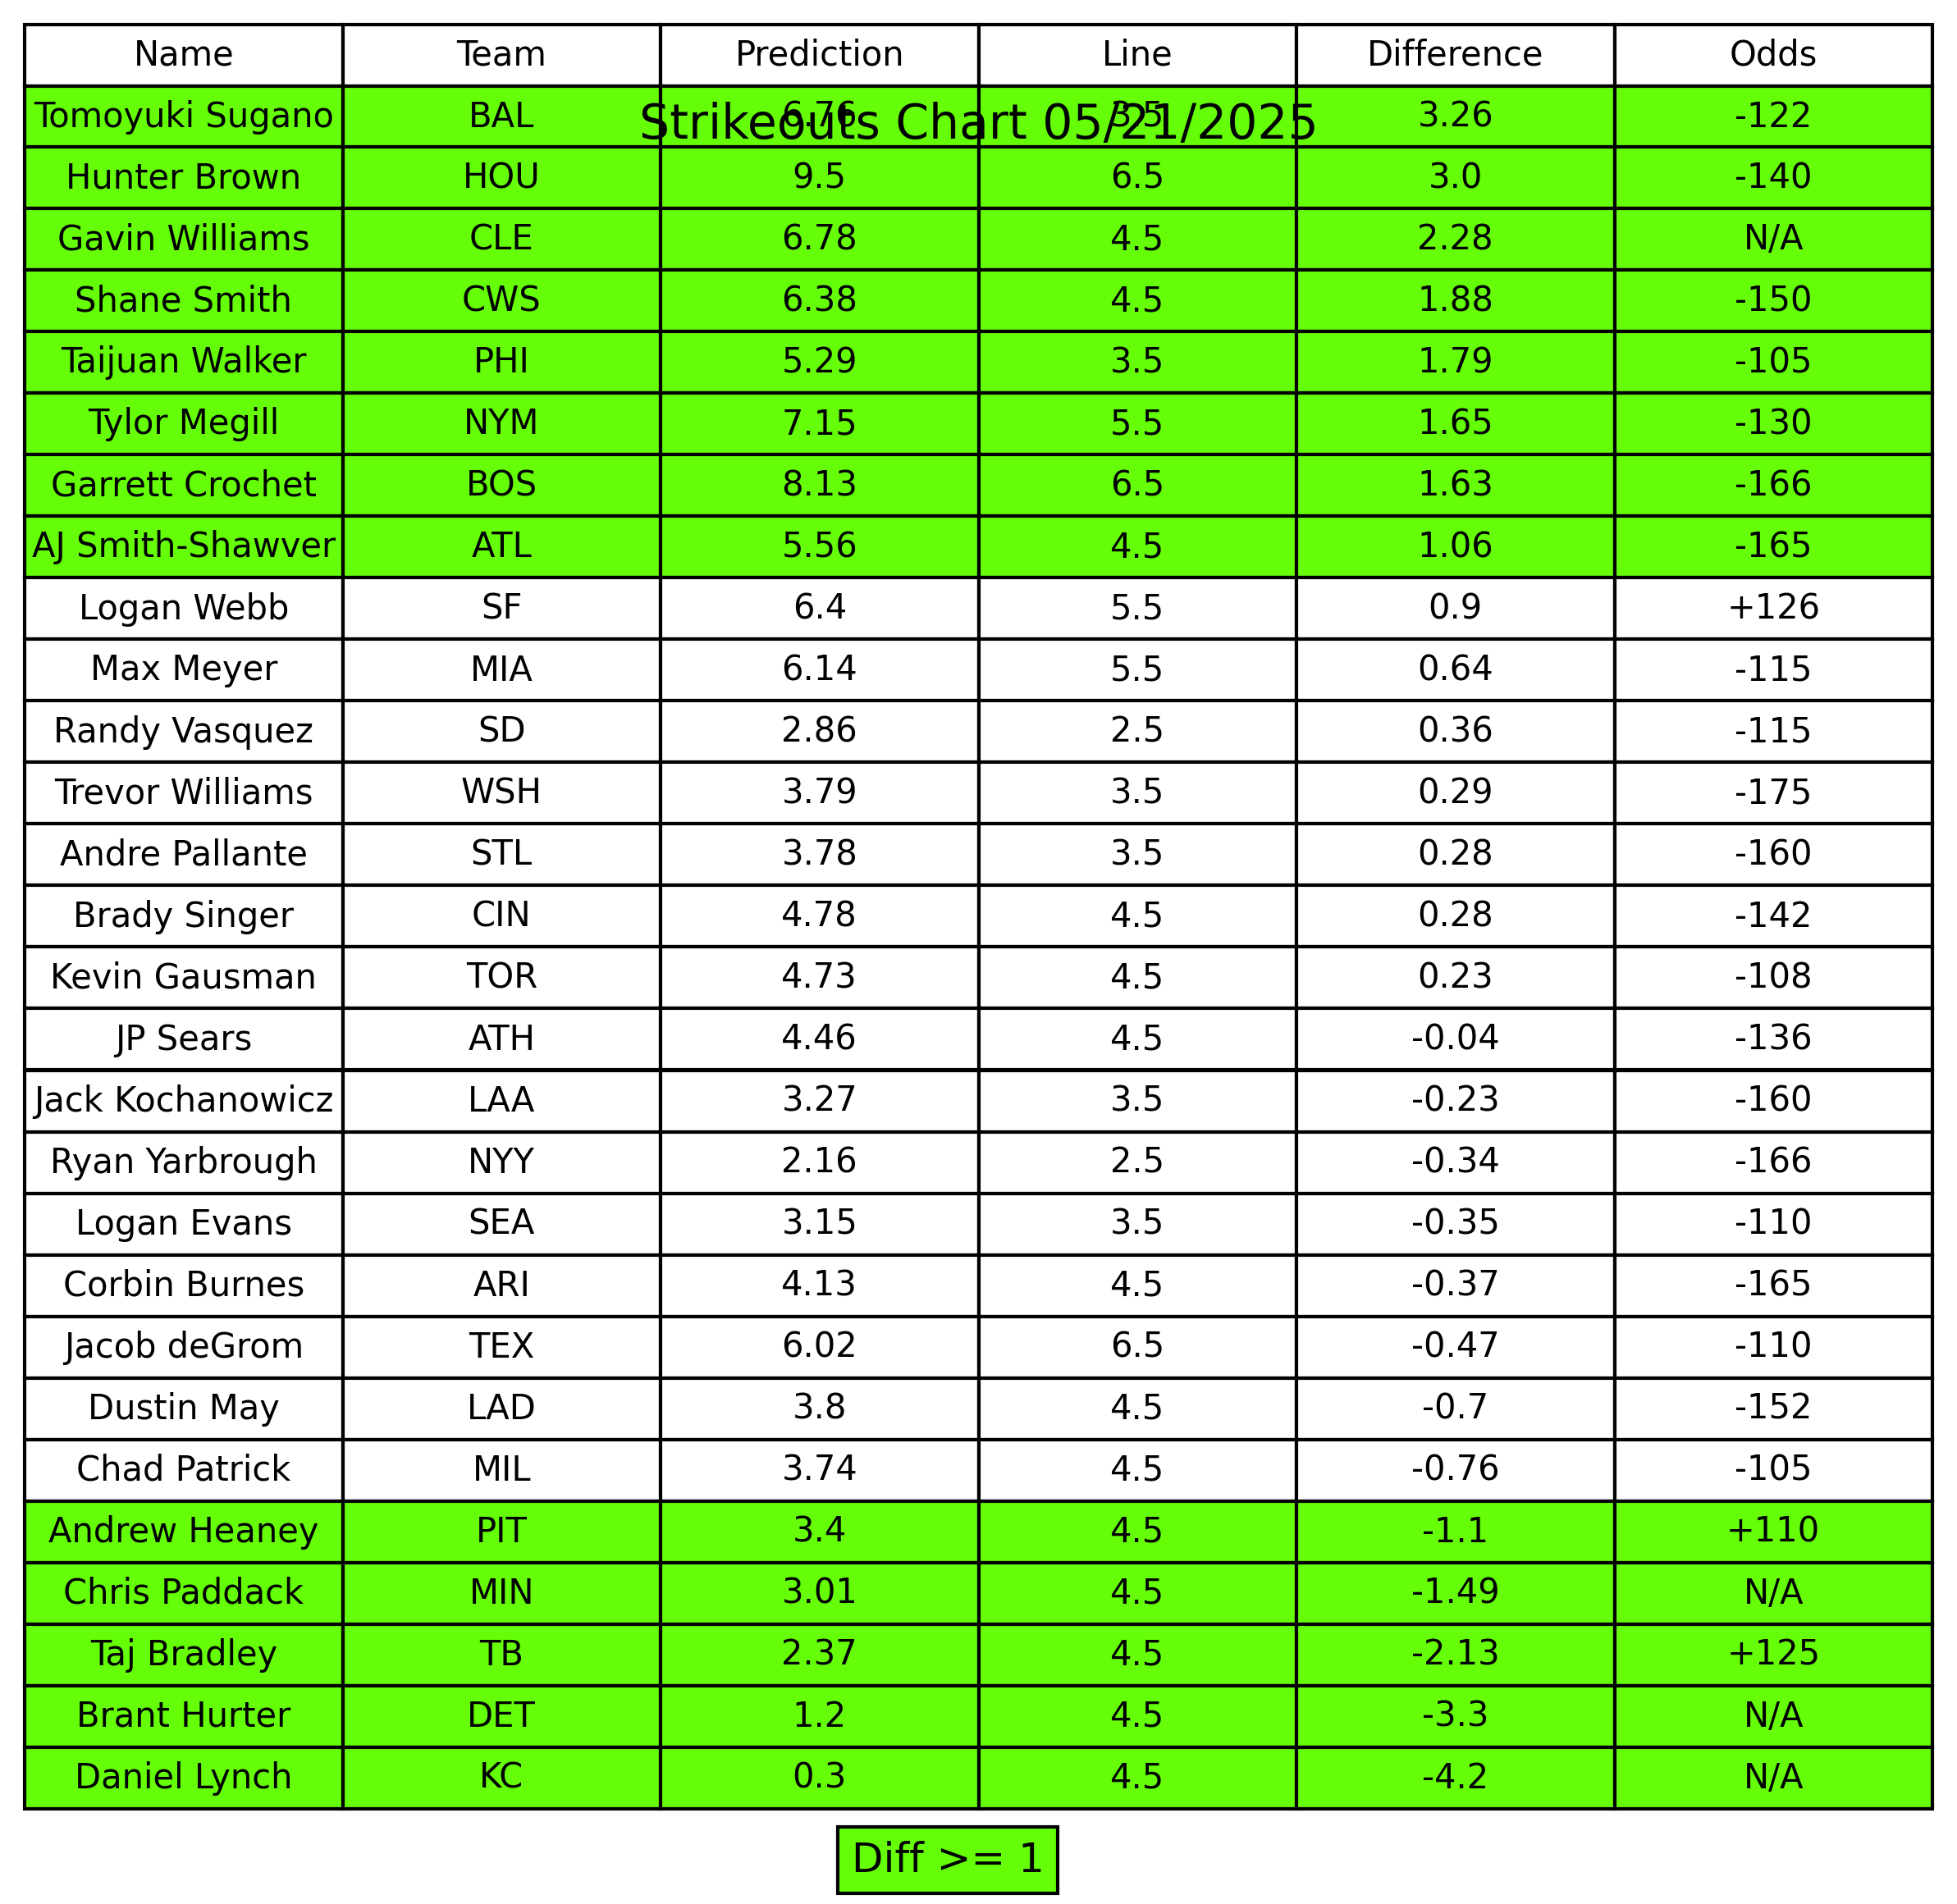 Name Team Prediction Line Difference Odds
Tomoyuki Sugano BAL 6.76 3.5 3.26 -122
Strikeouts Chart 05/21/2025
Hunter Brown HOU 9.5 6.5 3.0 -140
Gavin Williams CLE 6.78 4.5 2.28 N/A
Shane Smith CWS 6.38 4.5 1.88 -150
Taijuan Walker PHI 5.29 3.5 1.79 -105
Tylor Megill NYM 7.15 5.5 1.65 -130
Garrett Crochet BOS 8.13 6.5 1.63 -166
AJ Smith-Shawver ATL 5.56 4.5 1.06 -165
Logan Webb SF 6.4 5.5 0.9 +126
Max Meyer MIA 6.14 5.5 0.64 -115
Randy Vasquez SD 2.86 2.5 0.36 -115
Trevor Williams WSH 3.79 3.5 0.29 -175
Andre Pallante STL 3.78 3.5 0.28 -160
Brady Singer CIN 4.78 4.5 0.28 -142
Kevin Gausman TOR 4.73 4.5 0.23 -108
JP Sears ATH 4.46 4.5 -0.04 -136
Jack Kochanowicz LAA 3.27 3.5 -0.23 -160
Ryan Yarbrough NYY 2.16 2.5 -0.34 -166
Logan Evans SEA 3.15 3.5 -0.35 -110
Corbin Burnes ARI 4.13 4.5 -0.37 -165
Jacob deGrom TEX 6.02 6.5 -0.47 -110
Dustin May LAD 3.8 4.5 -0.7 -152
Chad Patrick MIL 3.74 4.5 -0.76 -105
Andrew Heaney PIT 3.4 4.5 -1.1 +110
Chris Paddack MIN 3.01 4.5 -1.49 N/A
Taj Bradley TB 2.37 4.5 -2.13 +125
Brant Hurter DET 1.2 4.5 -3.3 N/A
Daniel Lynch KC 0.3 4.5 -4.2 N/A
Diff >= 1